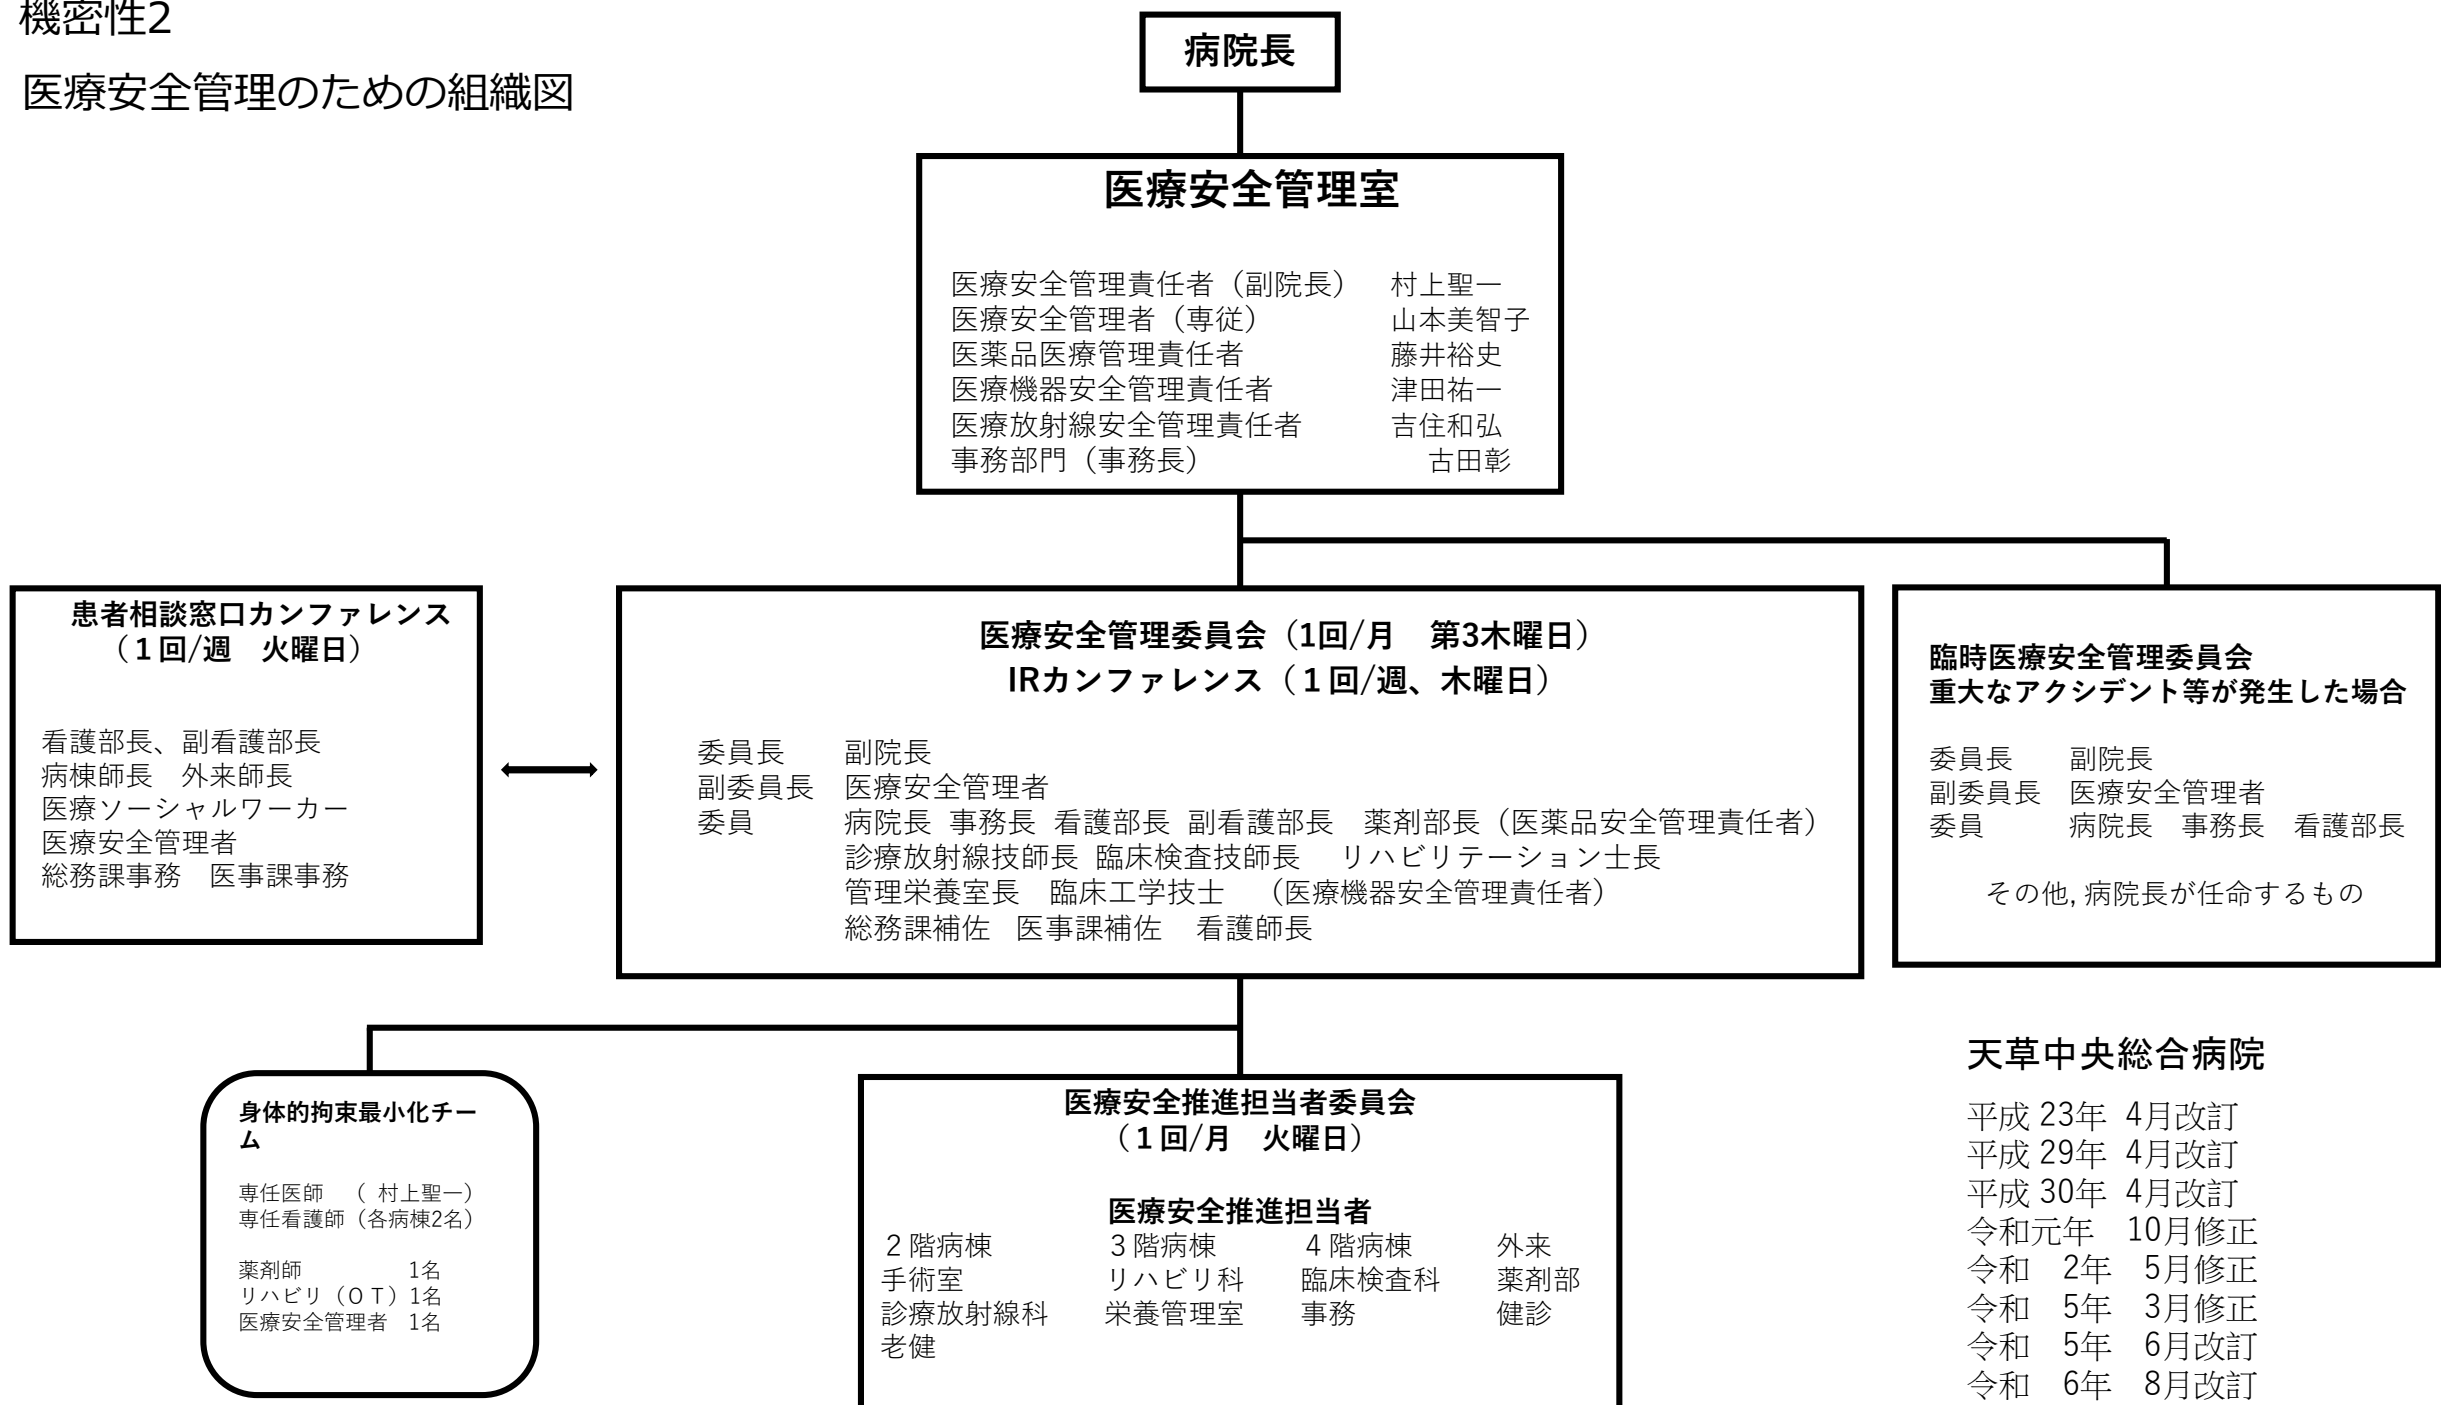 機密性2
医療安全管理のための組織図
病院長
医療安全管理室
医療安全管理責任者（副院長）　村上聖一
医療安全管理者（専従）　山本美智子
医薬品医療管理責任者　藤井裕史
医療機器安全管理責任者　津田祐一
医療放射線安全管理責任者　吉住和弘
事務部門（事務長）　古田彰
患者相談窓口カンファレンス
（１回/週　火曜日）
看護部長、副看護部長
病棟師長　外来師長
医療ソーシャルワーカー
医療安全管理者
総務課事務　医事課事務
医療安全管理委員会（1回/月　第3木曜日）
IRカンファレンス（１回/週、木曜日）
委員長　副院長
副委員長　医療安全管理者
委員　病院長 事務長 看護部長 副看護部長　薬剤部長（医薬品安全管理責任者）
診療放射線技師長 臨床検査技師長　リハビリテーション士長
管理栄養室長　臨床工学技士　（医療機器安全管理責任者）
総務課補佐　医事課補佐　看護師長
臨時医療安全管理委員会
重大なアクシデント等が発生した場合
委員長　副院長
副委員長　医療安全管理者
委員　病院長　事務長　看護部長
その他,病院長が任命するもの
身体的拘束最小化チー
ム
専任医師　（ 村上聖一）
専任看護師（各病棟2名）
薬剤師　1名
リハビリ（ＯＴ）1名
医療安全管理者　1名
医療安全推進担当者委員会
（１回/月　火曜日）
医療安全推進担当者
２階病棟　３階病棟　４階病棟　外来
手術室　リハビリ科　臨床検査科　薬剤部
診療放射線科　栄養管理室　事務　健診
老健
天草中央総合病院
平成 23年 4月改訂
平成 29年 4月改訂
平成 30年 4月改訂
令和元年　10月修正
令和　2年　5月修正
令和　5年　3月修正
令和　5年　6月改訂
令和　6年　8月改訂